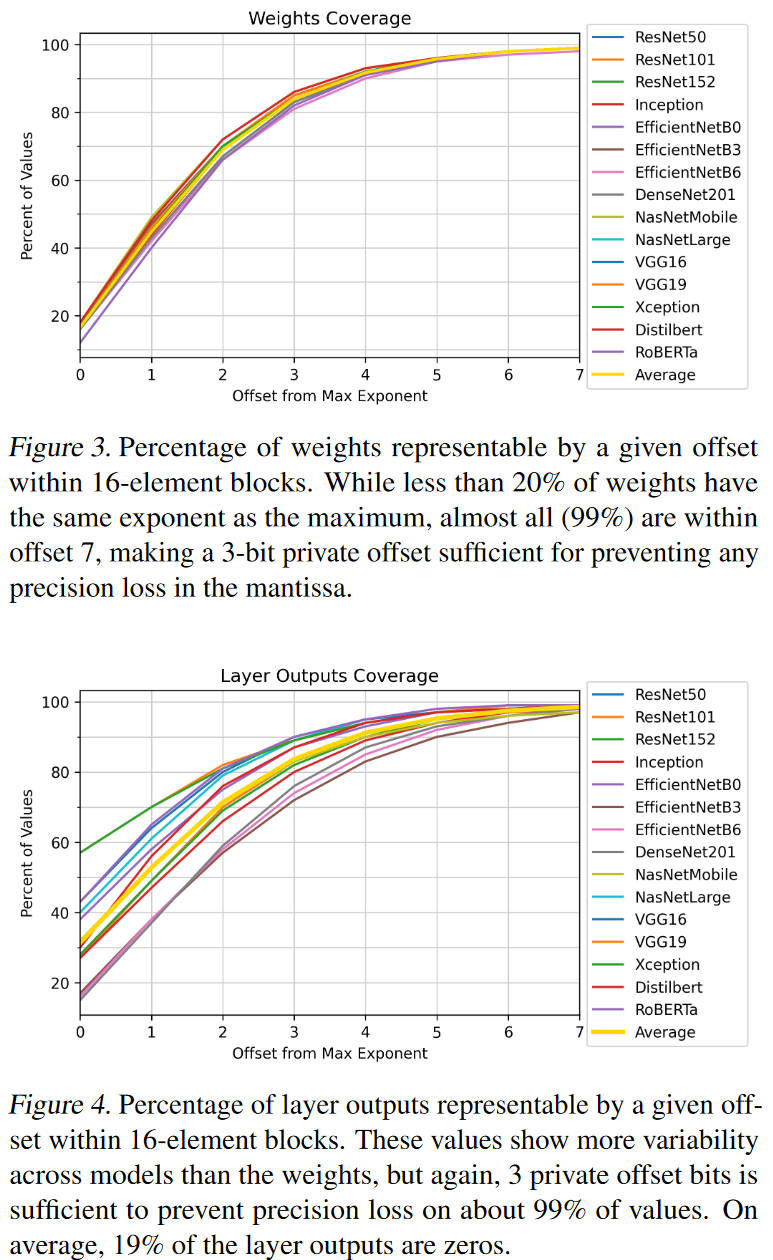 Weights Coverage
100
80
60
40
20
Percent of Values
0 1 2 3 4 5 6 7
Offset from Max Exponent
ResNet50
ResNet101
ResNet152
Inception
EfficientNetB0
EfficientNetB3
EfficientNetB6
DenseNet201
NasNetMobile
NasNetLarge
VGG16
VGG19
Xception
Distilbert
RoBERTa
Average
Figure 3. Percentage of weights representable by a given offset
within 16-element blocks. While less than 20% of weights have
the same exponent as the maximum, almost all (99%) are within
offset 7, making a 3-bit private offset sufficient for preventing any
precision loss in the mantissa.
Layer Outputs Coverage
100
80
60
40
20
Percent of Values
0 1 2 3 4 5 6 7
Offset from Max Exponent
ResNet50
ResNet101
ResNet152
Inception
EfficientNetB0
EfficientNetB3
EfficientNetB6
DenseNet201
NasNetMobile
NasNetLarge
VGG16
VGG19
Xception
Distilbert
RoBERTa
Average
Figure 4. Percentage of layer outputs representable by a given off-
set within 16-element blocks. These values show more variability
across models than the weights, but again, 3 private offset bits is
sufficient to prevent precision loss on about 99% of values. On
average, 19% of the layer outputs are zeros.